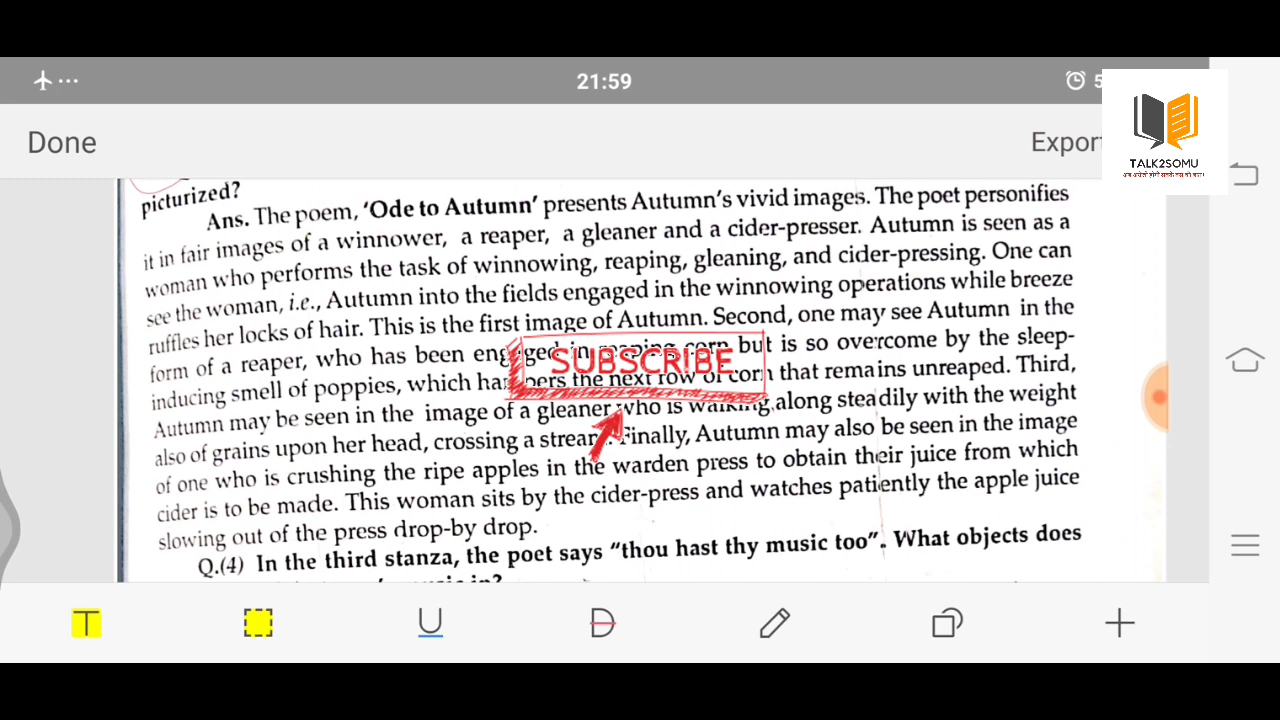 21:59
5
Done
Export
TALK2SOMU
picturized?
Ans. The poem, 'Ode to Autumn' presents Autumn's vivid images. The poet personifies
it in fair images of a winnower, a reaper, a gleaner and a cider-presser. Autumn is seen as a
woman who performs the task of winnowing, reaping, gleaning, and cider-pressing. One can
see the woman, i.e., Autumn into the fields engaged in the winnowing operations while breeze
ruffles her locks of hair. This is the first image of Autumn. Second, one may see Autumn in the
form of a reaper, who has been engaged in reaping corn but is so overcome by the sleep-
inducing smell of poppies, which hampers the next row of corn that remains unreaped. Third,
SUBSCRIBE
Autumn may be seen in the image of a gleaner who is walking along steadily with the weight
also of grains upon her head, crossing a stream. Finally, Autumn may also be seen in the image
of one who is crushing the ripe apples in the warden press to obtain their juice from which
cider is to be made. This woman sits by the cider-press and watches patiently the apple juice
slowing out of the press drop-by drop.
Q.(4) In the third stanza, the poet says "thou hast thy music too". What objects does